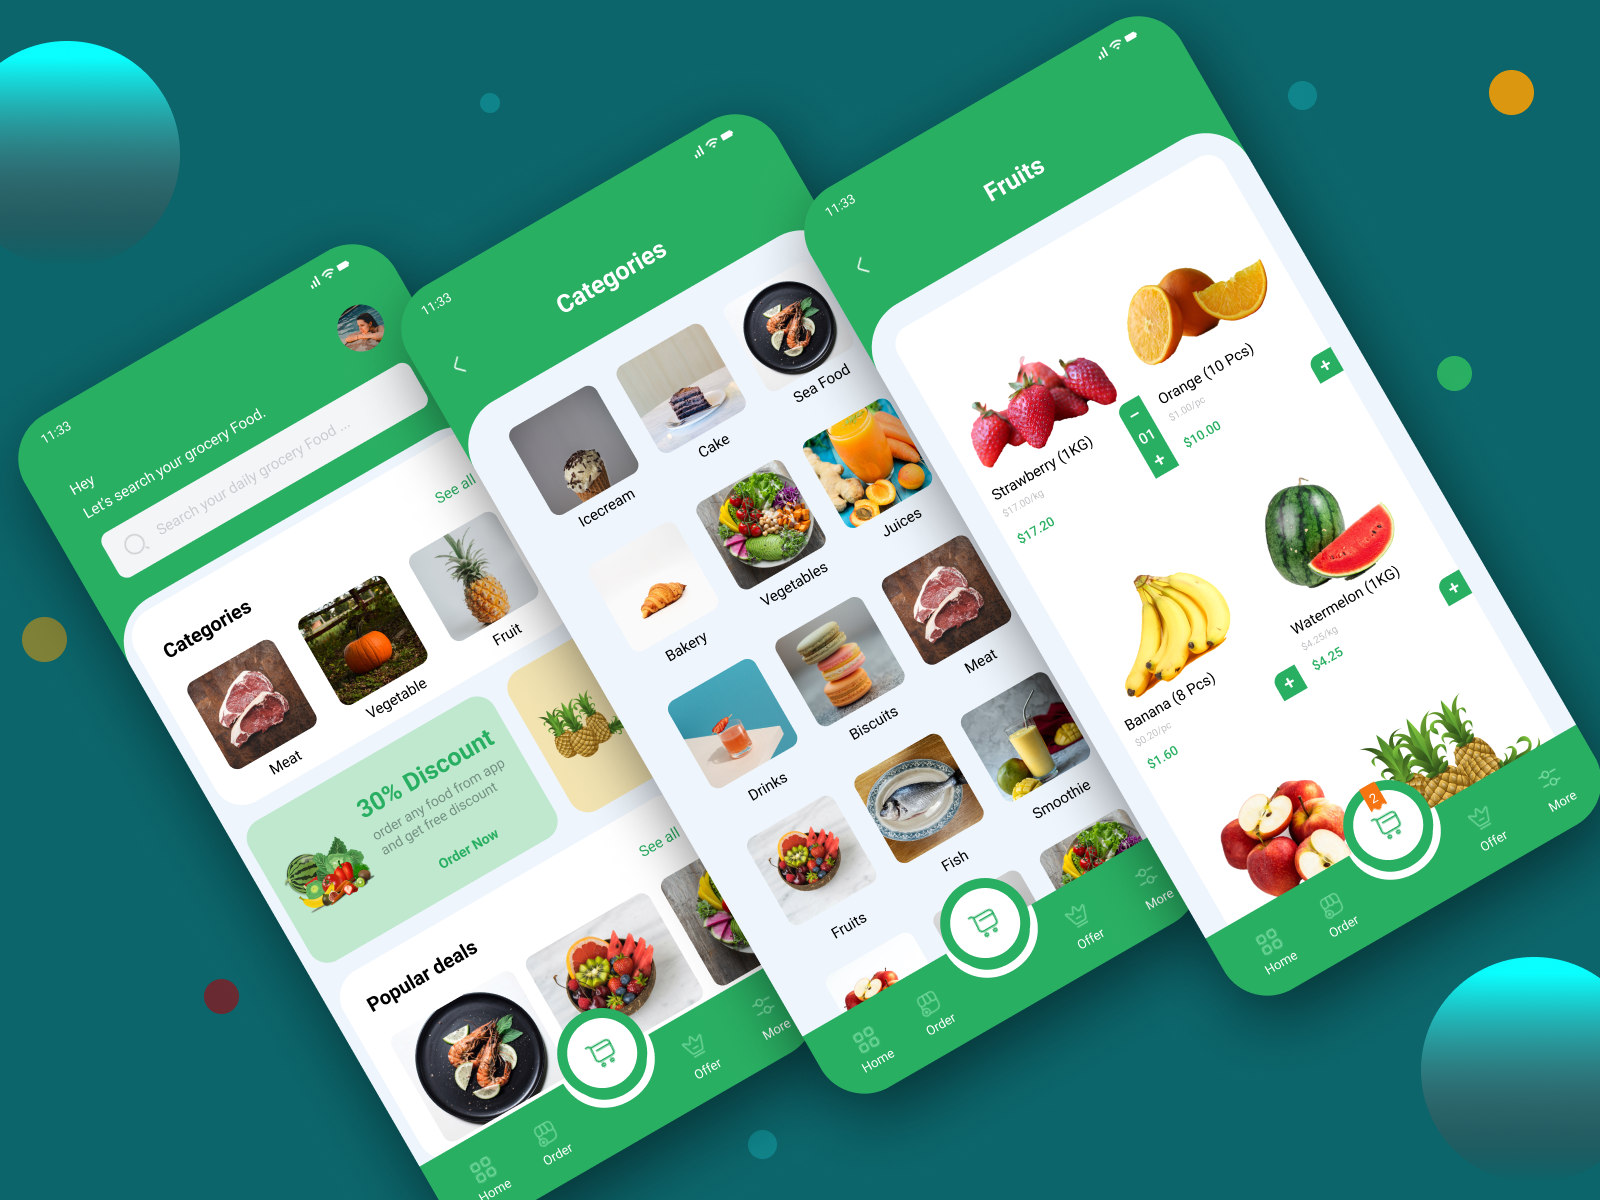 11:33
Hey
Let's search your grocery Food.
Search your daily grocery Food ...
Categories
See all
Meat
Vegetable
Fruit
30% Discount
order any food from app
and get free discount
Order Now
Popular deals
See all
Home
Order
Offer
More
11:33
Categories
Icecream
Cake
Sea Food
Bakery
Vegetables
Juices
Drinks
Biscuits
Meat
Fruits
Fish
Smoothie
Home
Order
Offer
More
11:33
Fruits
Strawberry (1KG)
$17.00/kg
$17.20
01
Orange (10 Pcs)
$1.00/pc
$10.00
Banana (8 Pcs)
$0.20/pc
$1.60
Watermelon (1KG)
$4.25/kg
$4.25
2
Home
Order
Offer
More